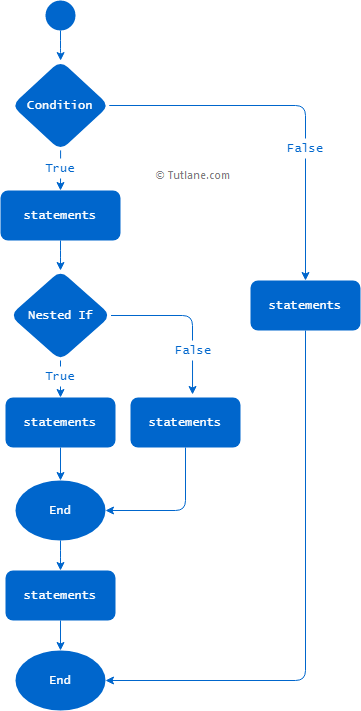 Condition
False
True
© Tutlane.com
statements
statements
Nested If
False
True
statements
statements
End
statements
End